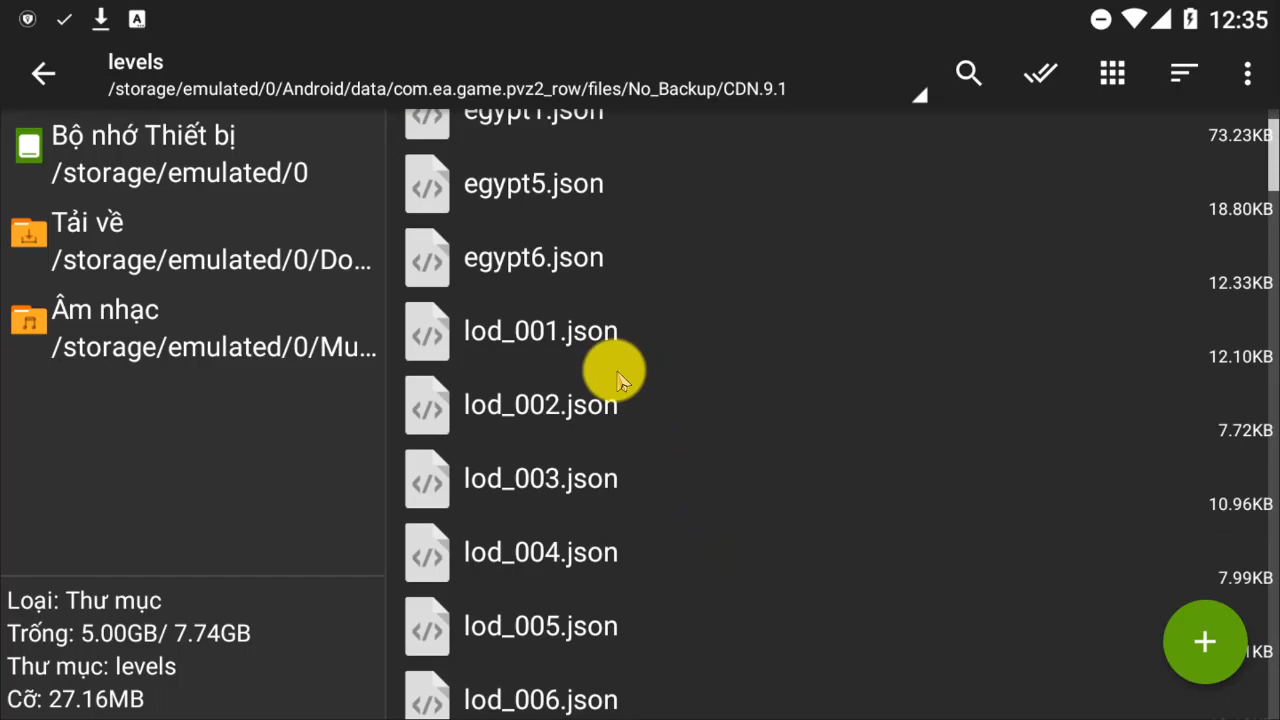 12:35
levels
/storage/emulated/0/Android/data/com.ea.game.pvz2_row/files/No_Backup/CDN.9.1
Bộ nhớ Thiết bị
/storage/emulated/0
Tải về
/storage/emulated/0/Do...
Âm nhạc
/storage/emulated/0/Mu...
Loại: Thư mục
Trống: 5.00GB/ 7.74GB
Thư mục: levels
Cỡ: 27.16MB
egypt1.json
73.23KB
egypt5.json
18.80KB
egypt6.json
12.33KB
lod_001.json
12.10KB
lod_002.json
7.72KB
lod_003.json
10.96KB
lod_004.json
7.99KB
lod_005.json
lod_006.json